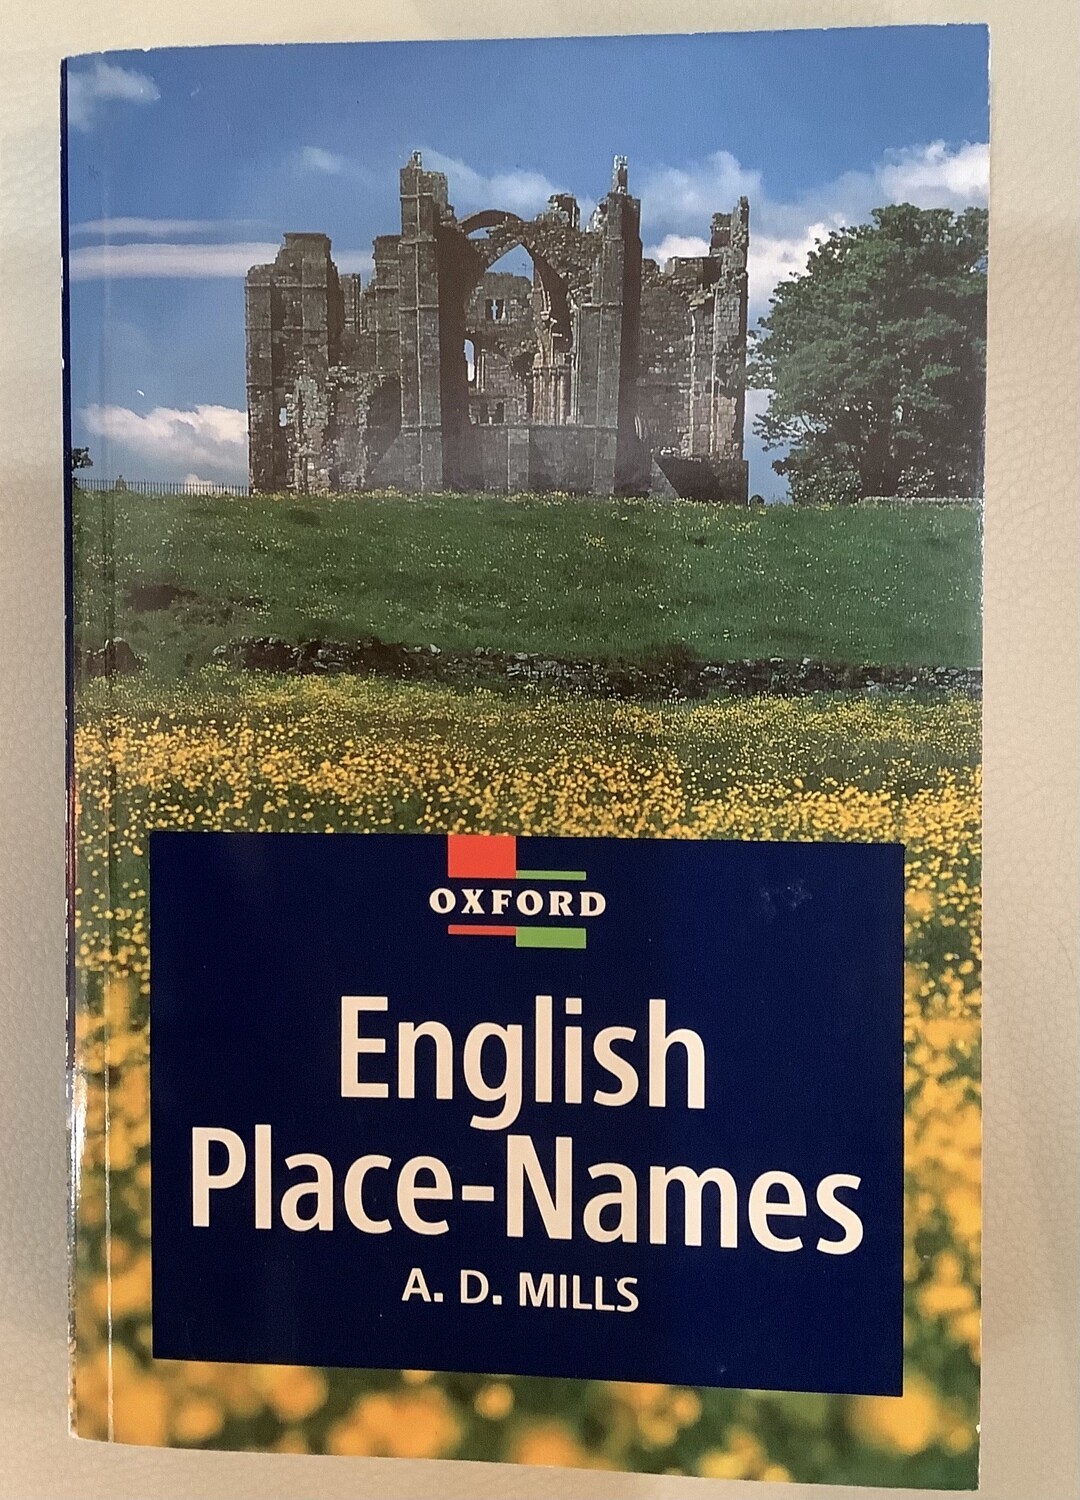 OXFORD
English
Place-Names
A. D. MILLS